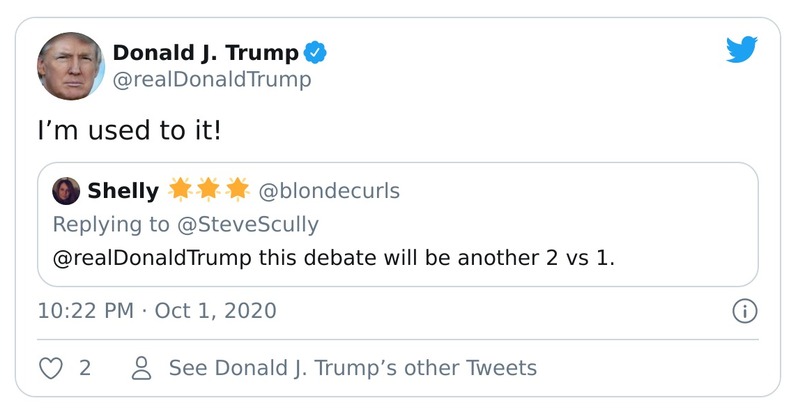 Donald J. Trump
@realDonaldTrump
I’m used to it!
Shelly 🌟🌟🌟 @blondecurls
Replying to @SteveScully
@realDonaldTrump this debate will be another 2 vs 1.
10:22 PM · Oct 1, 2020
2 See Donald J. Trump’s other Tweets